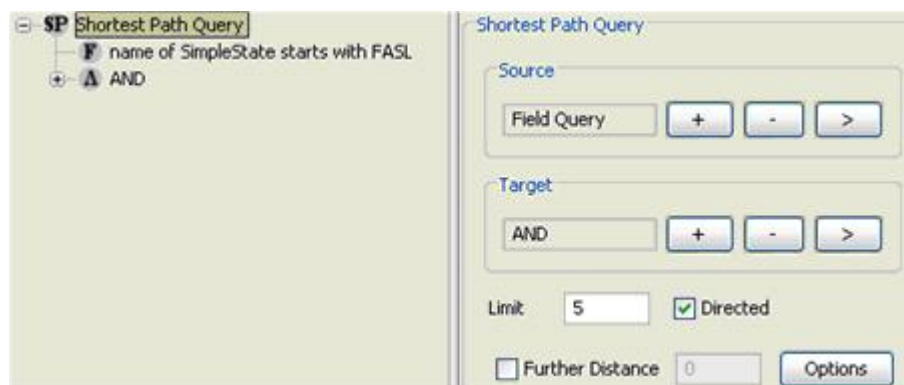 SP Shortest Path Query
F name of SimpleState starts with FASL
Λ AND
Shortest Path Query
Source
Field Query + - >
Target
AND + - >
Limit 5 Directed
Further Distance 0 Options